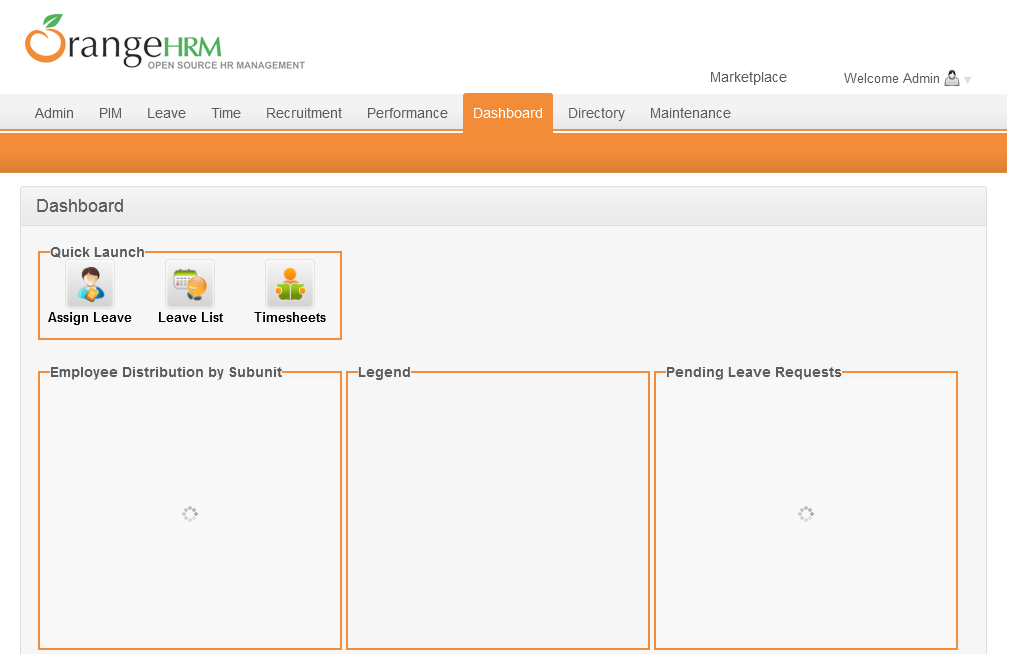 OrangeHRM
OPEN SOURCE HR MANAGEMENT
Marketplace
Welcome Admin
Admin PIM Leave Time Recruitment Performance Dashboard Directory Maintenance
Dashboard
Quick Launch
Assign Leave Leave List Timesheets
Employee Distribution by Subunit Legend Pending Leave Requests